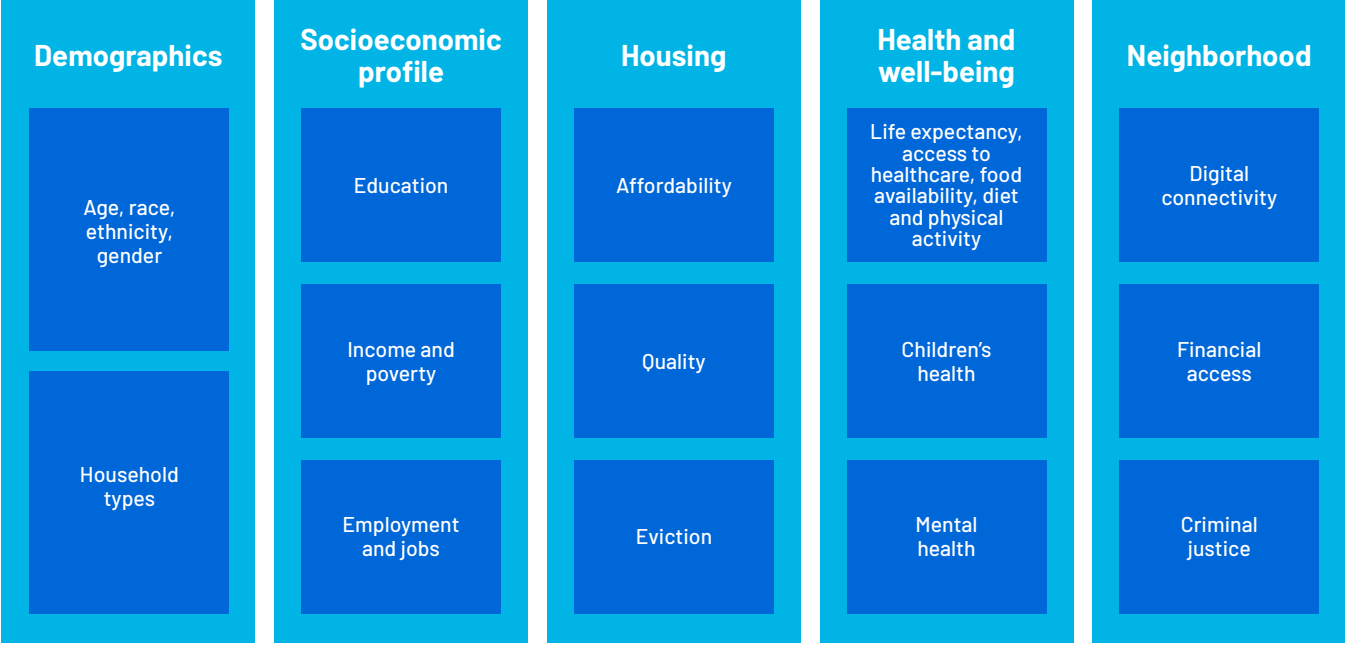 Demographics
Age, race,
ethnicity,
gender
Household
types
Socioeconomic
profile
Education
Income and
poverty
Employment
and jobs
Housing
Affordability
Quality
Eviction
Health and
well-being
Life expectancy,
access to
healthcare, food
availability, diet
and physical
activity
Children’s
health
Mental
health
Neighborhood
Digital
connectivity
Financial
access
Criminal
justice